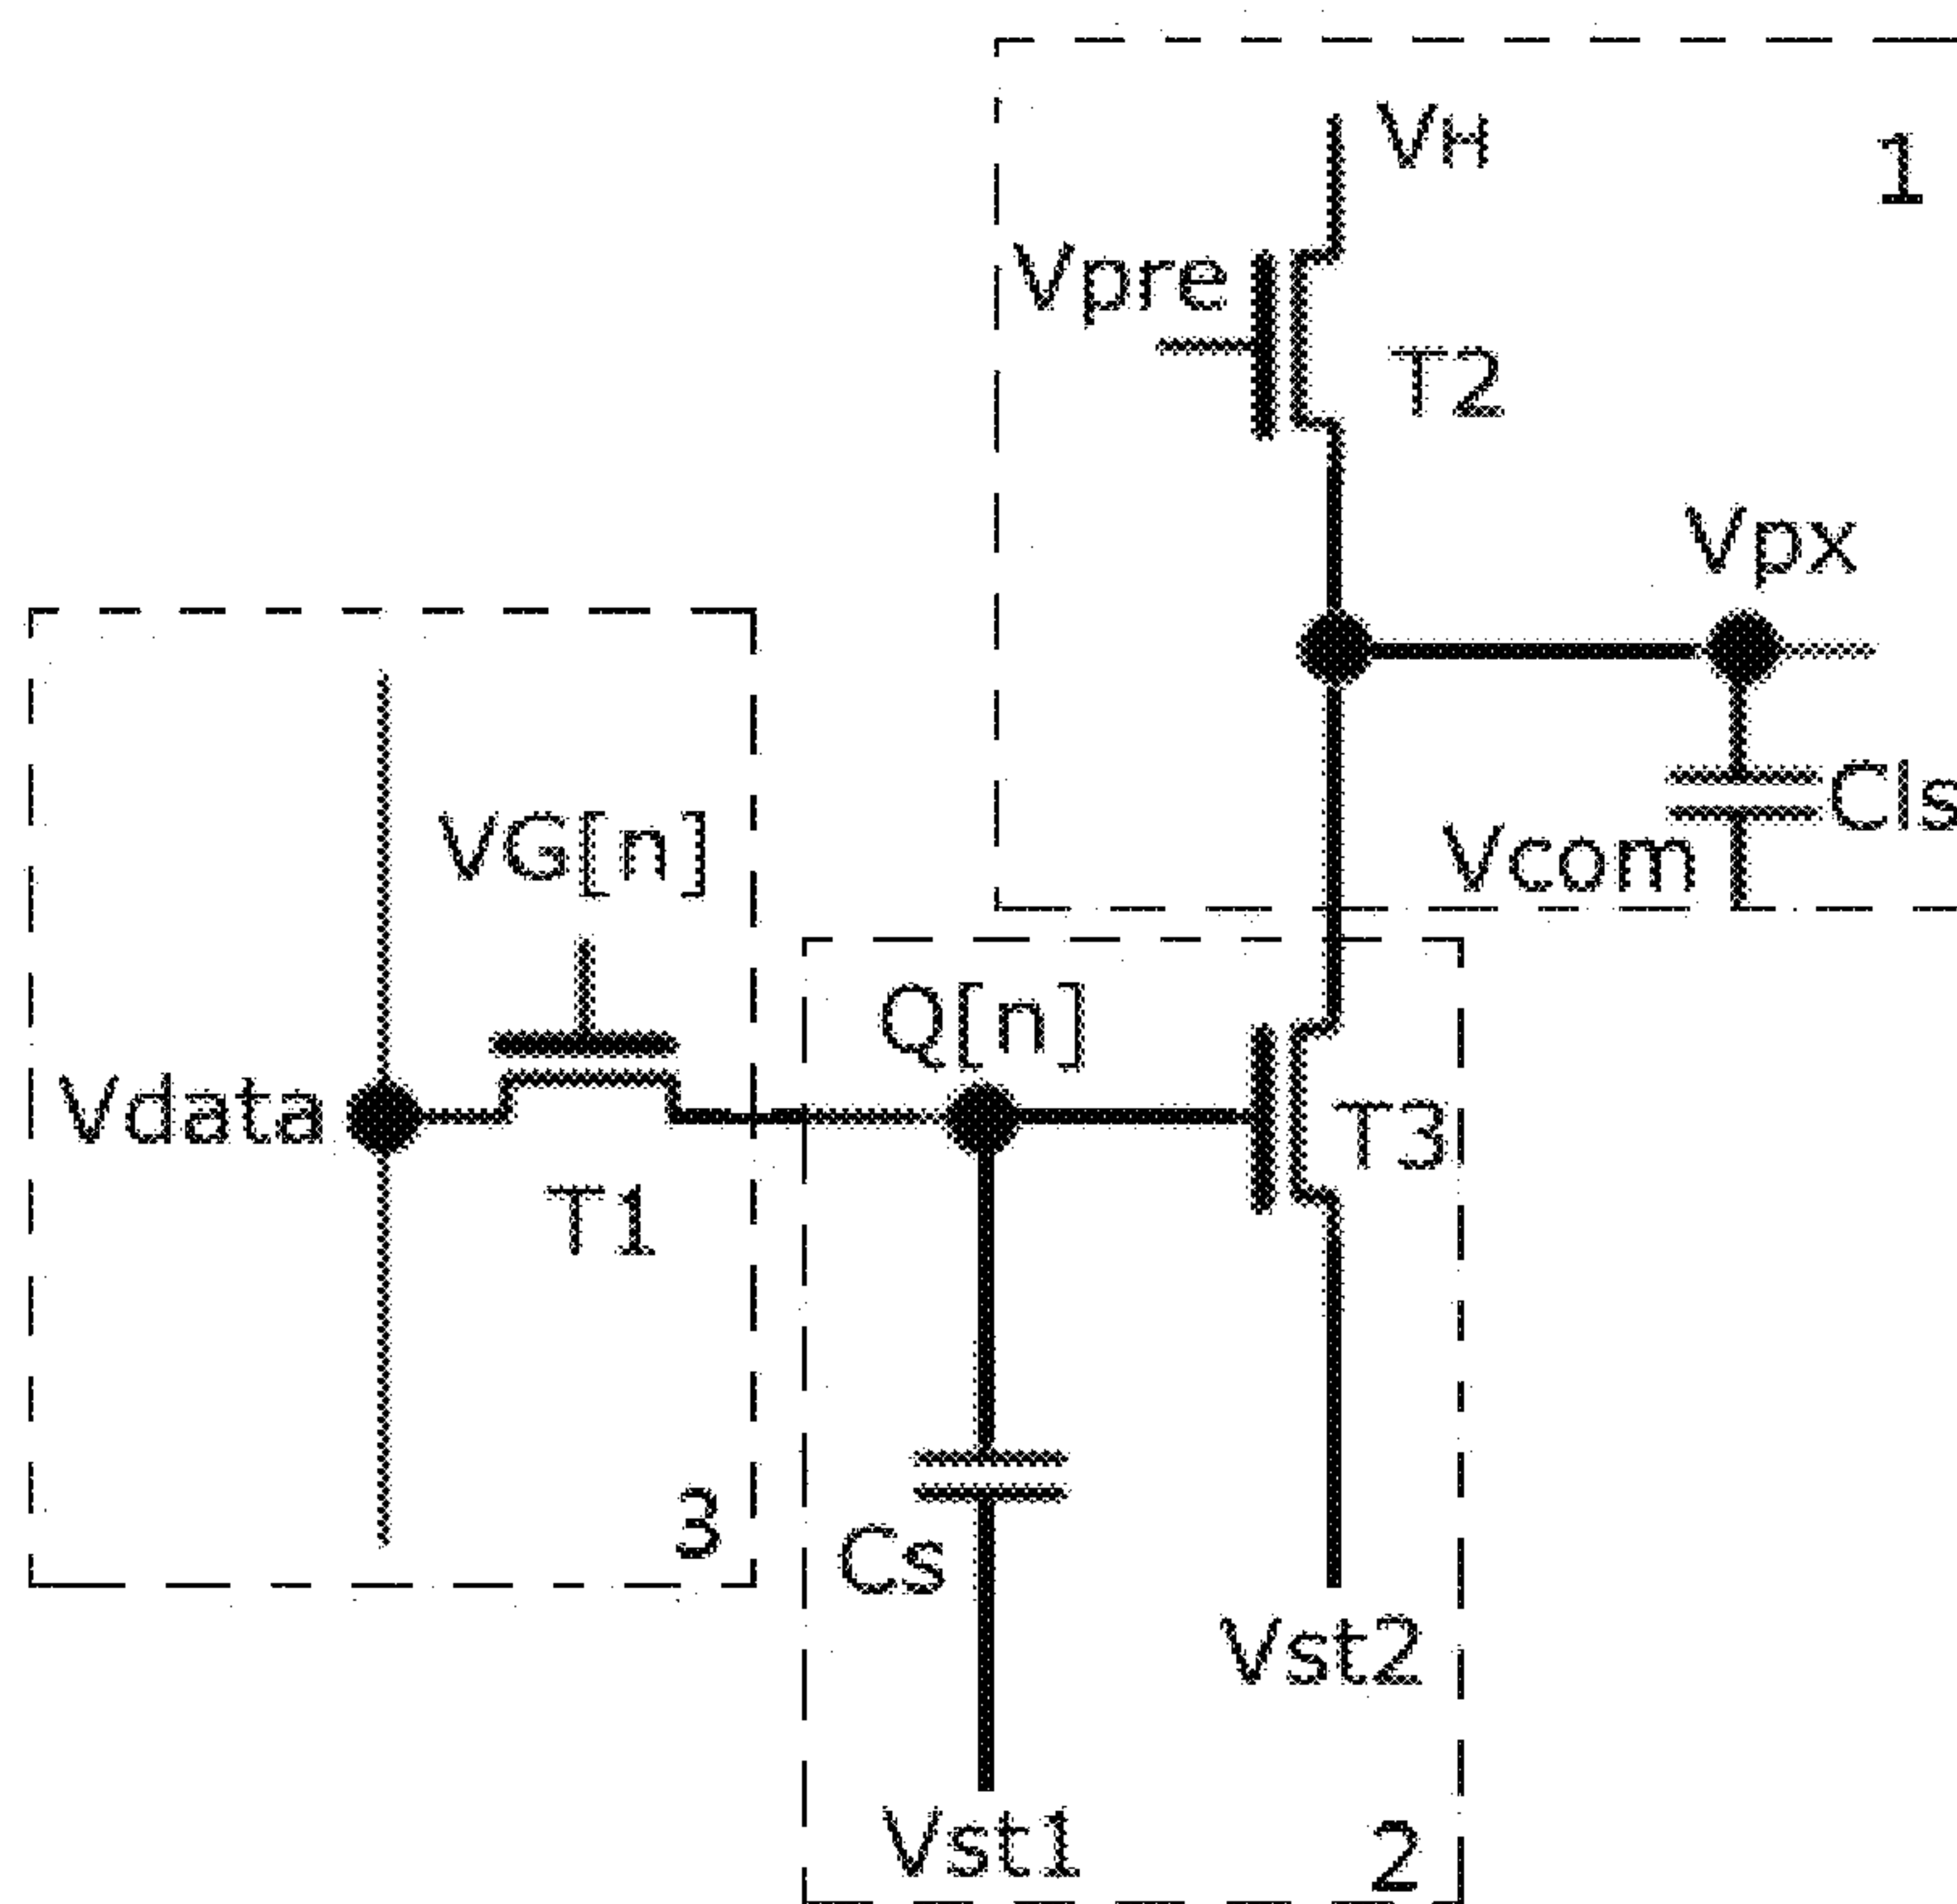 VH
1
Vpre
T2
Vpx
Cls
Vcom
VG[n]
Q[n]
Vdata
T3
T1
3
Cs
Vst2
Vst1
2